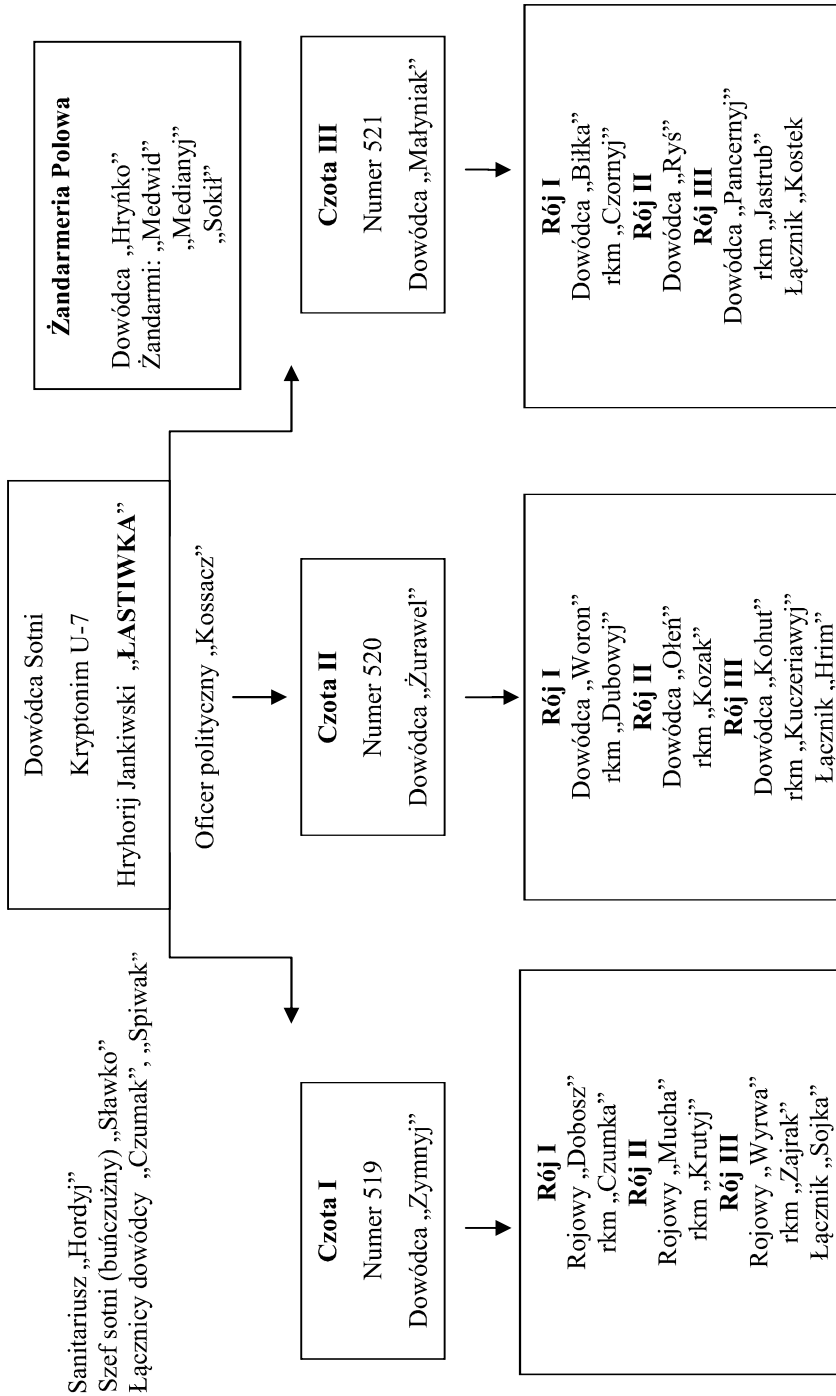 Sanitariusz „Hordyj”
Szef sotni (buńczużny) „Sławko”
Łącznicy dowódcy „Czumak”, „Spiwak”
Dowódca Sotni
Kryptonim U-7
Hryhorij Jankiwski „ŁASTIWKA”
Oficer polityczny „Kossacz”
Żandarmeria Polowa
Dowódca „Hryńko”
Żandarmi: „Medwid”
„Medianyj”
„Sokił”
Czota I
Numer 519
Dowódca „Zymnyj”
Czota II
Numer 520
Dowódca „Żurawel”
Czota III
Numer 521
Dowódca „Małyniak”
Rój I
Rojowy „Dobosz”
rkm „Czumka”
Rój II
Rojowy „Mucha”
rkm „Krutyj”
Rój III
Rojowy „Wyrwa”
rkm „Zajrak”
Łącznik „Sojka”
Rój I
Dowódca „Woron”
rkm „Dubowyj”
Rój II
Dowódca „Ołeń”
rkm „Kozak”
Rój III
Dowódca „Kohut”
rkm „Kuczeriawyj
Łącznik „Hrim”
Rój I
Dowódca „Biłka”
rkm „Czornyj”
Rój II
Dowódca „Ryś”
Rój III
Dowódca „Pancernyj”
rkm „Jastrub”
Łącznik „Kostek